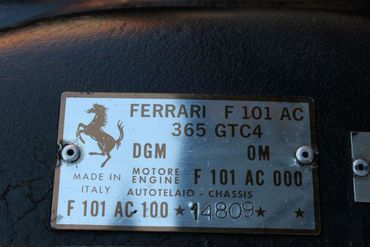 FERRARI F 101 AC
365 GTC4
DGM OM
MADE IN ITALY
MOTORE ENGINE F 101 AC 000
AUTOTELAIO - CHASSIS
F 101 AC 100 ★ 14809 ★ ★